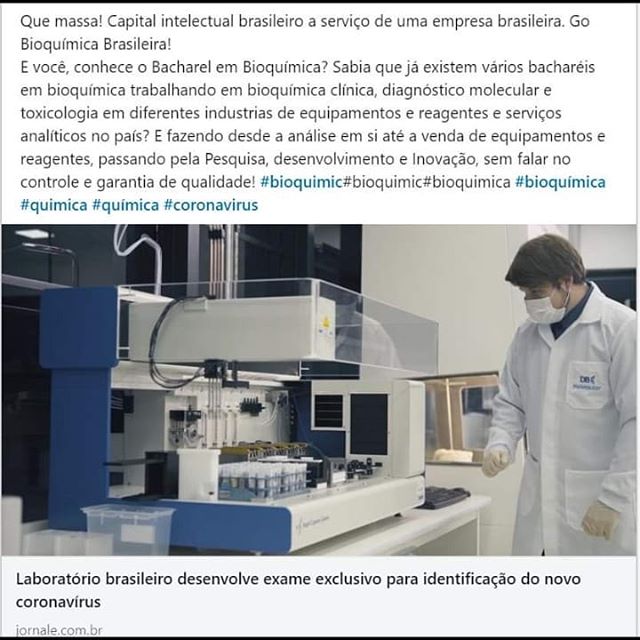 Que massa! Capital intelectual brasileiro a serviço de uma empresa brasileira. Go
Bioquímica Brasileira!
E você, conhece o Bacharel em Bioquímica? Sabia que já existem vários bacharéis
em bioquímica trabalhando em bioquímica clínica, diagnóstico molecular e
toxicologia em diferentes industrias de equipamentos e reagentes e serviços
analíticos no país? E fazendo desde a análise em si até a venda de equipamentos e
reagentes, passando pela Pesquisa, desenvolvimento e Inovação, sem falar no
controle e garantia de qualidade! #bioquimic#bioquimic#bioquimica #bioquímica
#quimica #química #coronavirus
DB
Molecular
Laboratório brasileiro desenvolve exame exclusivo para identificação do novo
coronavírus
jornale.com.br